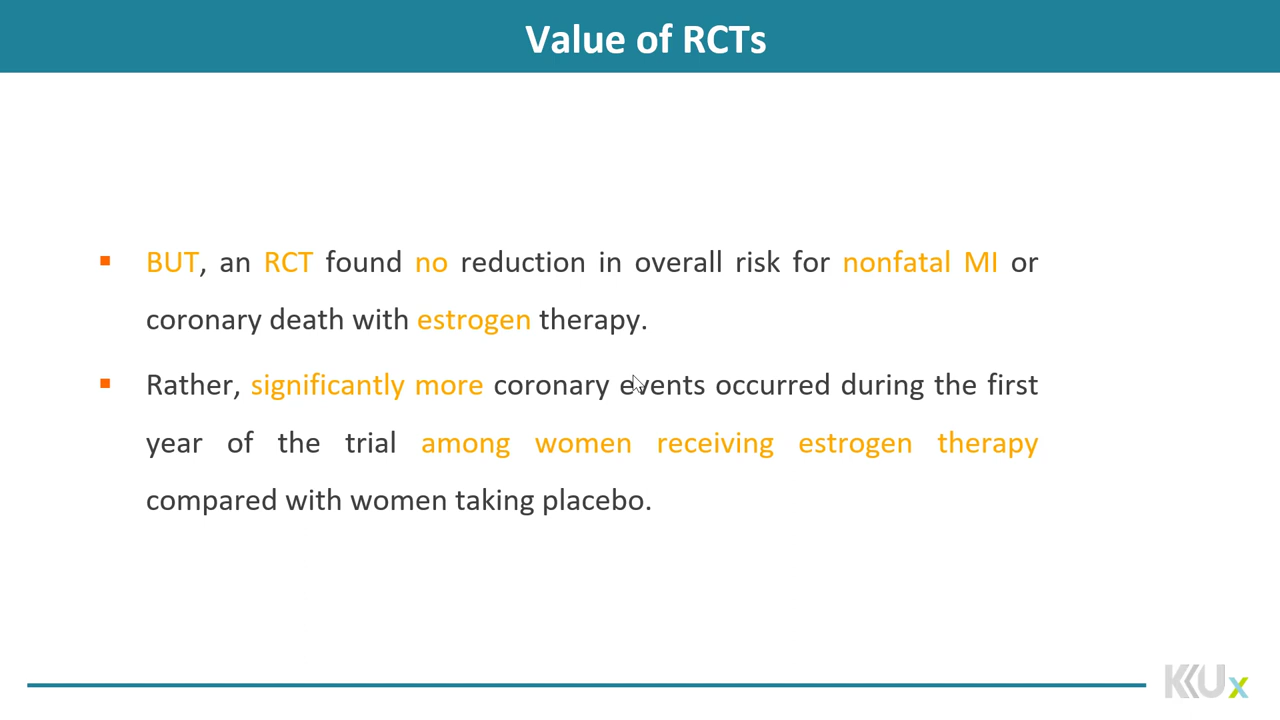 Value of RCTs
▪ BUT, an RCT found no reduction in overall risk for nonfatal MI or
coronary death with estrogen therapy.
▪ Rather, significantly more coronary events occurred during the first
year of the trial among women receiving estrogen therapy
compared with women taking placebo.
KKUx